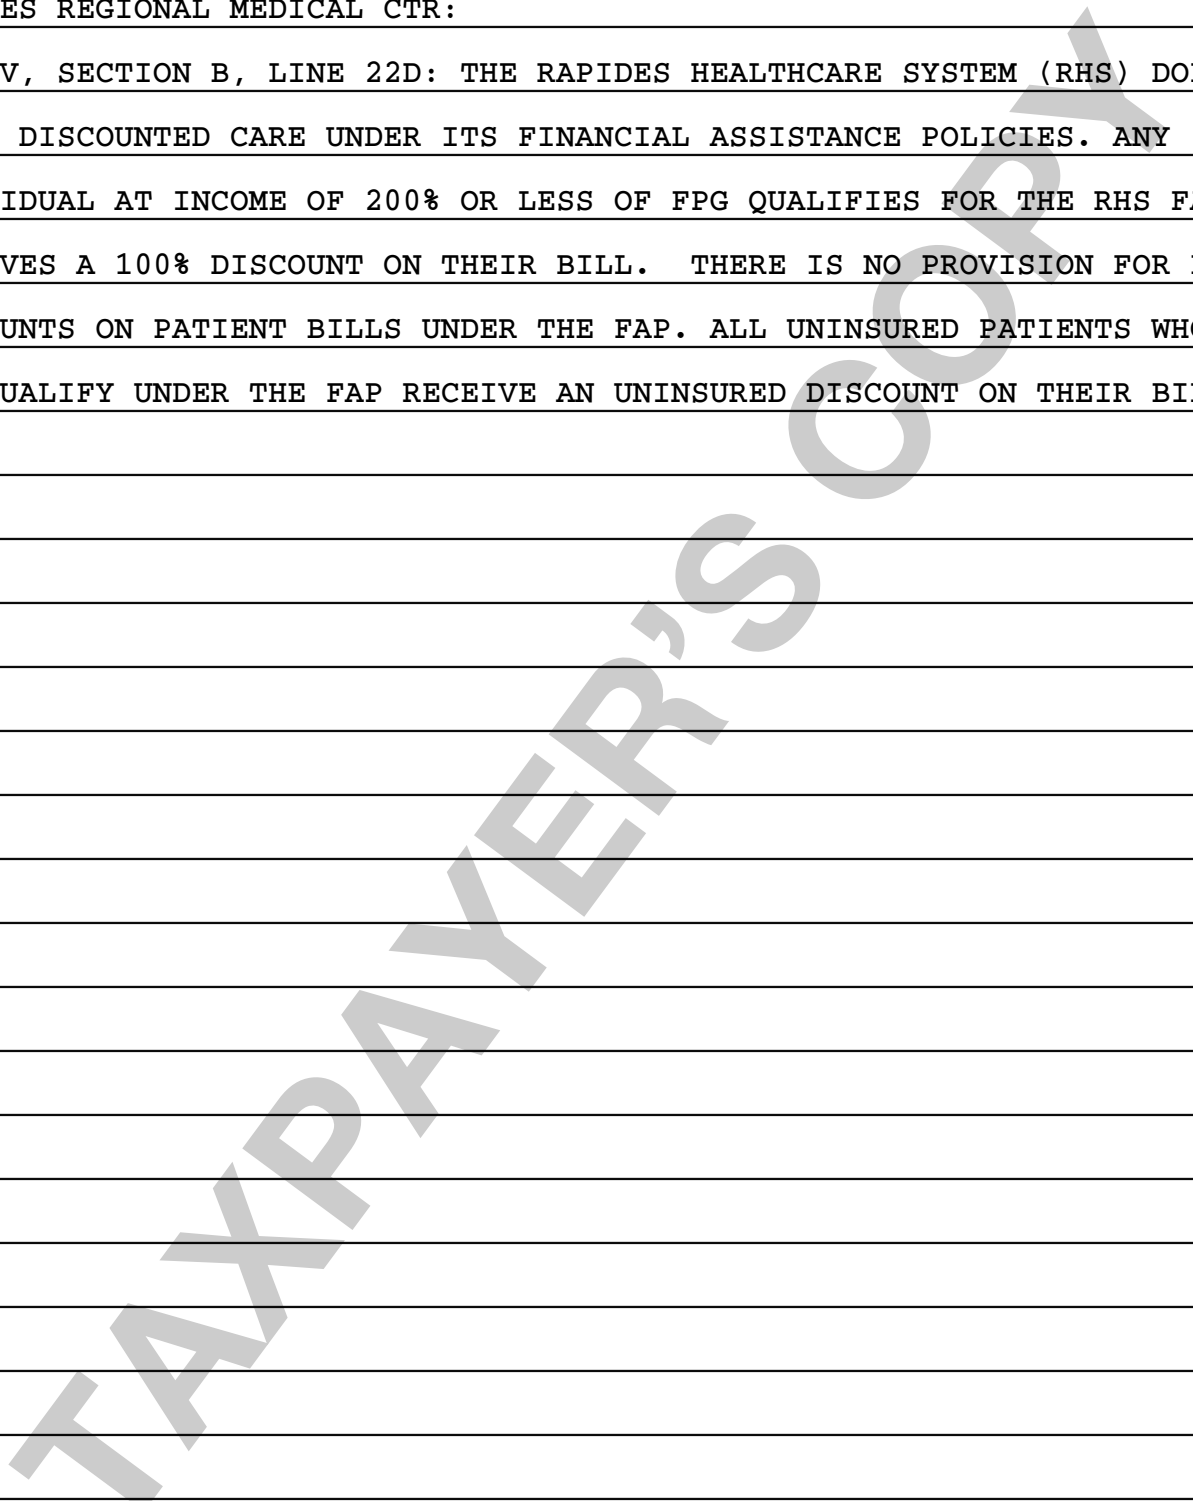 ES REGIONAL MEDICAL CTR:
V, SECTION B, LINE 22D: THE RAPIDES HEALTHCARE SYSTEM (RHS) DO
DISCOUNTED CARE UNDER ITS FINANCIAL ASSISTANCE POLICIES. ANY
IDUAL AT INCOME OF 200% OR LESS OF FPG QUALIFIES FOR THE RHS FA
VES A 100% DISCOUNT ON THEIR BILL. THERE IS NO PROVISION FOR
UNTS ON PATIENT BILLS UNDER THE FAP. ALL UNINSURED PATIENTS WHO
UALIFY UNDER THE FAP RECEIVE AN UNINSURED DISCOUNT ON THEIR BIL
TAXPAYER'S COPY